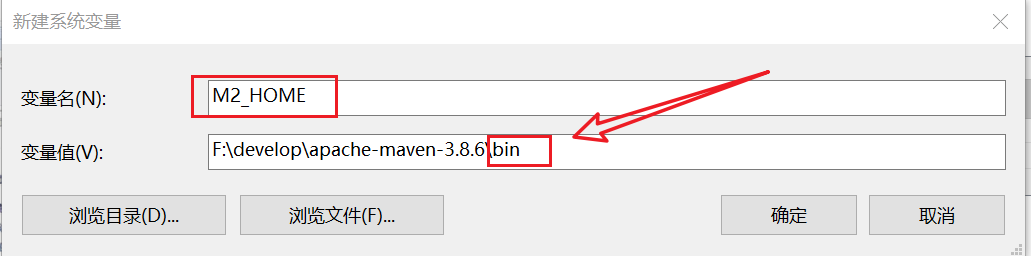 新建系统变量
变量名(N):
M2_HOME
变量值(V):
F:\develop\apache-maven-3.8.6\bin
浏览目录(D)...
浏览文件(F)...
确定
取消